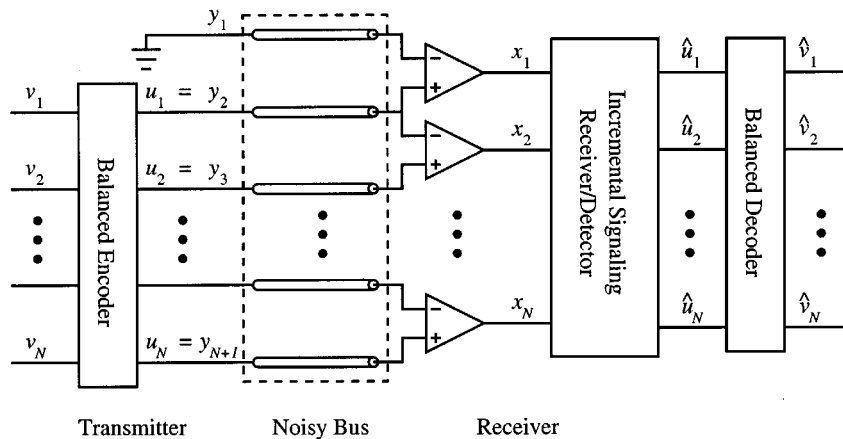 y1
v1
u1 = y2
x1
û1
v̂1
v2
u2 = y3
x2
û2
v̂2
Balanced Encoder
Incremental Signaling
Receiver/Detector
Balanced Decoder
vN
uN = yN+1
xN
ûN
v̂N
− + − + − +
Transmitter
Noisy Bus
Receiver